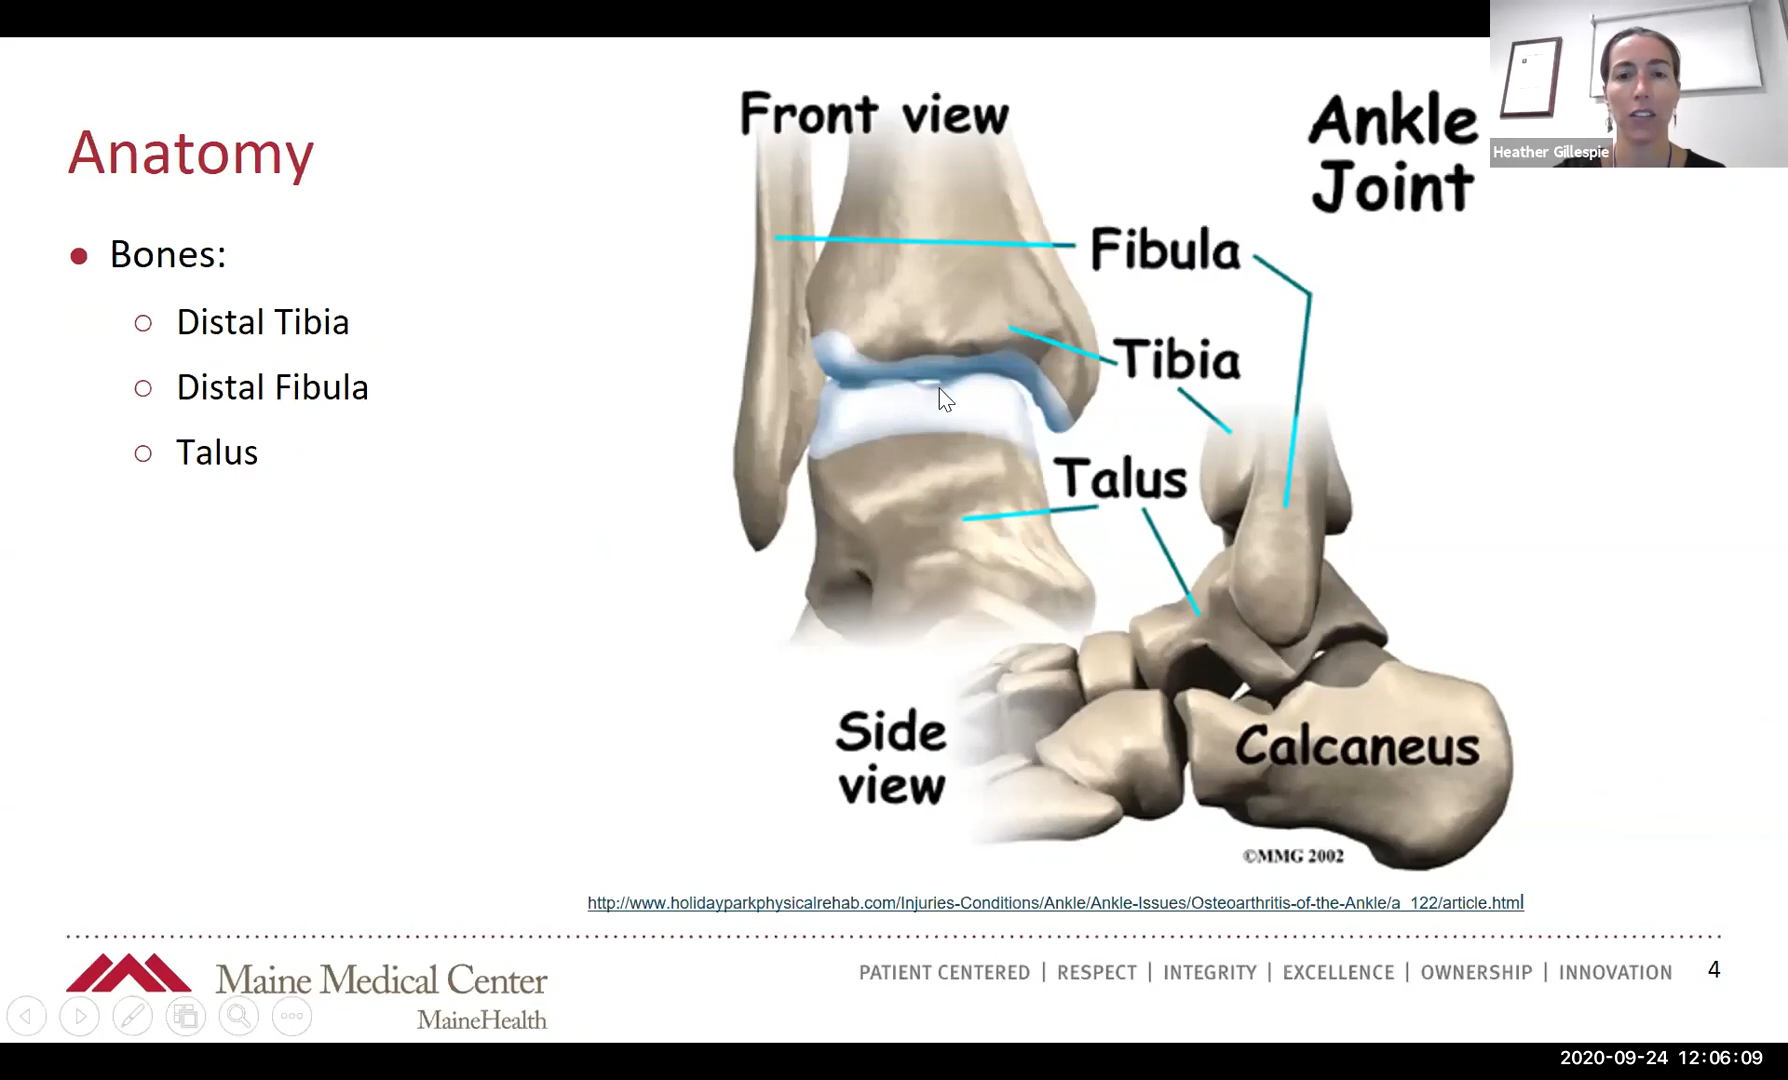 Heather Gillespie
Anatomy
Bones:
Distal Tibia
Distal Fibula
Talus
Front view
Ankle
Joint
Fibula
Tibia
Talus
Side
view
Calcaneus
©MMG 2002
http://www.holidayparkphysicalrehab.com/Injuries-Conditions/Ankle/Ankle-Issues/Osteoarthritis-of-the-Ankle/a_122/article.html
Maine Medical Center
MaineHealth
PATIENT CENTERED | RESPECT | INTEGRITY | EXCELLENCE | OWNERSHIP | INNOVATION 4
2020-09-24 12:06:09